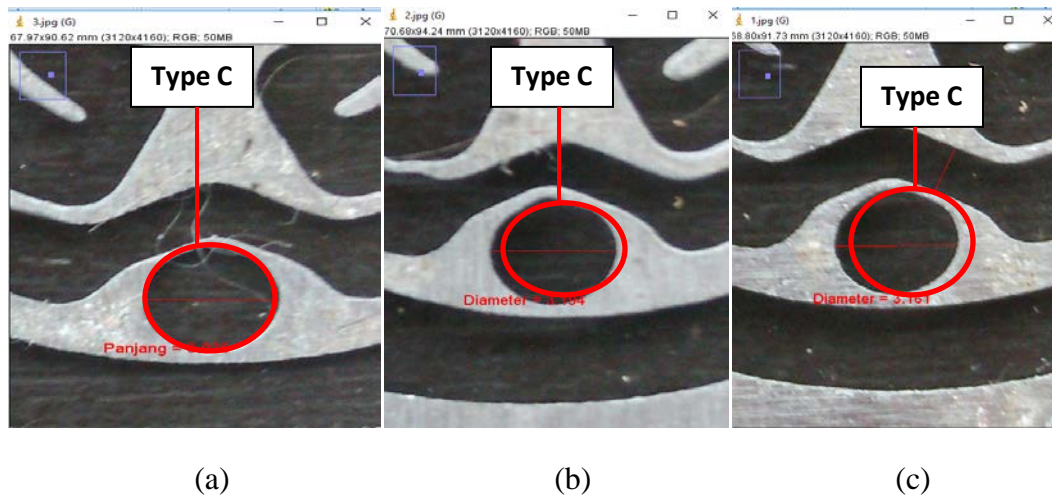 3.jpg (G)
67.97x90.62 mm (3120x4160); RGB; 50MB
Type C
Panjang =
2.jpg (G)
70.68x94.24 mm (3120x4160); RGB; 50MB
Type C
Diameter =
1.jpg (G)
68.80x91.73 mm (3120x4160); RGB; 50MB
Type C
Diameter = 3.161
(a)
(b)
(c)